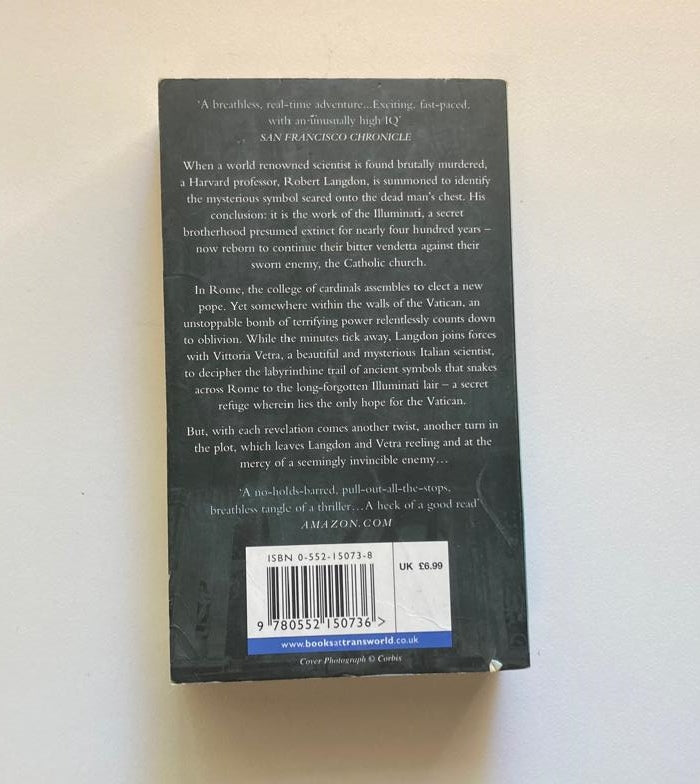 'A breathless, real-time adventure...Exciting, fast-paced,
with an unusually high IQ'
SAN FRANCISCO CHRONICLE
When a world renowned scientist is found brutally murdered,
a Harvard professor, Robert Langdon, is summoned to identify
the mysterious symbol seared onto the dead man's chest. His
conclusion: it is the work of the Illuminati, a secret
brotherhood presumed extinct for nearly four hundred years –
now reborn to continue their bitter vendetta against their
sworn enemy, the Catholic church.
In Rome, the college of cardinals assembles to elect a new
pope. Yet somewhere within the walls of the Vatican, an
unstoppable bomb of terrifying power relentlessly counts down
to oblivion. While the minutes tick away, Langdon joins forces
with Vittoria Vetra, a beautiful and mysterious Italian scientist,
to decipher the labyrinthine trail of ancient symbols that snakes
across Rome to the long-forgotten Illuminati lair – a secret
refuge wherein lies the only hope for the Vatican.
But, with each revelation comes another twist, another turn in
the plot, which leaves Langdon and Vetra reeling and at the
mercy of a seemingly invincible enemy...
'A no-holds-barred, pull-out-all-the-stops,
breathless tangle of a thriller...A heck of a good read'
AMAZON.COM
ISBN 0-552-15073-8
UK £6.99
9 780552 150736 >
www.booksattransworld.co.uk
Cover Photograph © Corbis